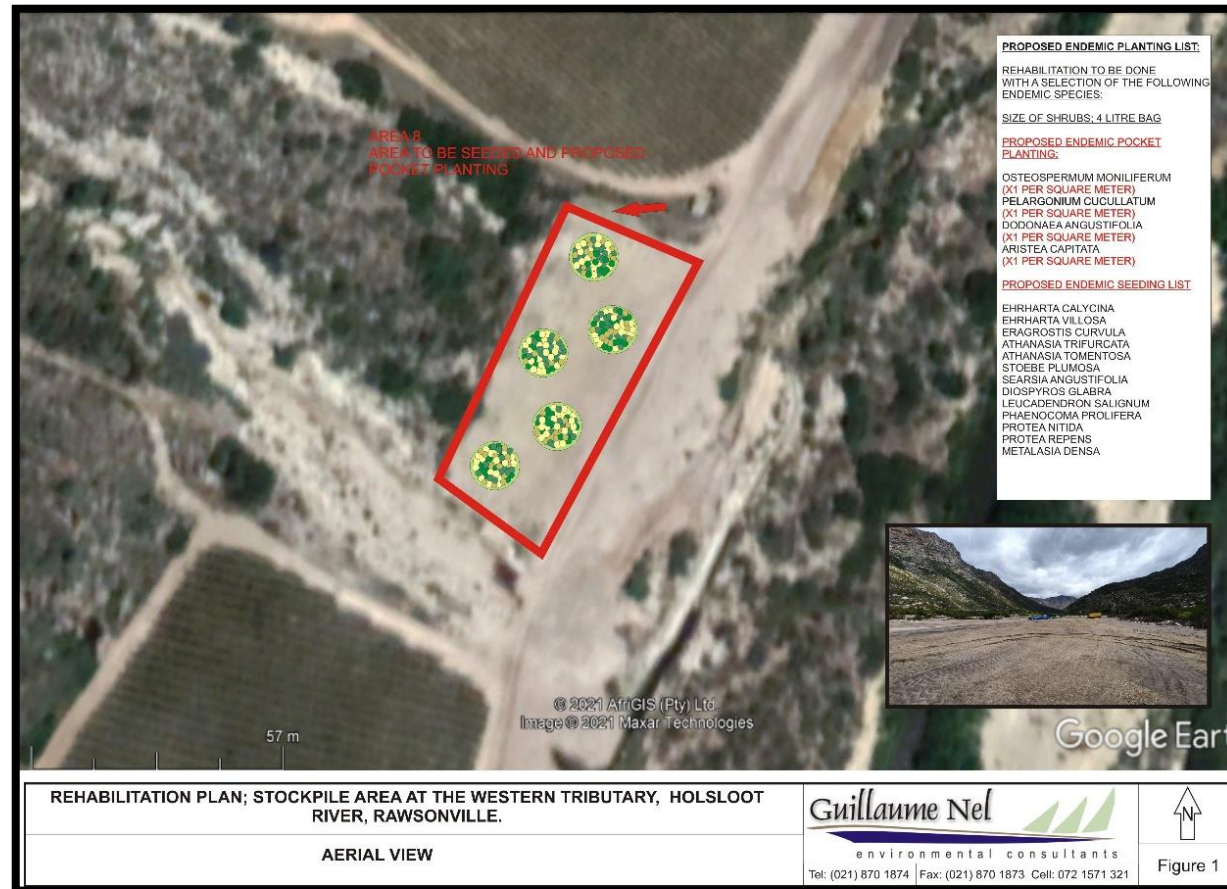 AREA 8
AREA TO BE SEEDED AND PROPOSED
POCKET PLANTING
PROPOSED ENDEMIC PLANTING LIST:
REHABILITATION TO BE DONE
WITH A SELECTION OF THE FOLLOWING
ENDEMIC SPECIES:
SIZE OF SHRUBS; 4 LITRE BAG
PROPOSED ENDEMIC POCKET
PLANTING:
OSTEOSPERMUM MONILIFERUM
(X1 PER SQUARE METER)
PELARGONIUM CUCULLATUM
(X1 PER SQUARE METER)
DODONAEA ANGUSTIFOLIA
(X1 PER SQUARE METER)
ARISTEA CAPITATA
(X1 PER SQUARE METER)
PROPOSED ENDEMIC SEEDING LIST
EHRHARTA CALYCINA
EHRHARTA VILLOSA
ERAGROSTIS CURVULA
ATHANASIA TRIFURCATA
ATHANASIA TOMENTOSA
STOEBE PLUMOSA
SEARSIA ANGUSTIFOLIA
DIOSPYROS GLABRA
LEUCADENDRON SALIGNUM
PHAENOCOMA PROLIFERA
PROTEA NITIDA
PROTEA REPENS
METALASIA DENSA
© 2021 AfriGIS (Pty) Ltd.
Image © 2021 Maxar Technologies
57 m
Google Eart
REHABILITATION PLAN; STOCKPILE AREA AT THE WESTERN TRIBUTARY, HOLSLOOT
RIVER, RAWSONVILLE.
AERIAL VIEW
Guillaume Nel
environmental consultants
Tel: (021) 870 1874 Fax: (021) 870 1873 Cell: 072 1571 321
N
Figure 1